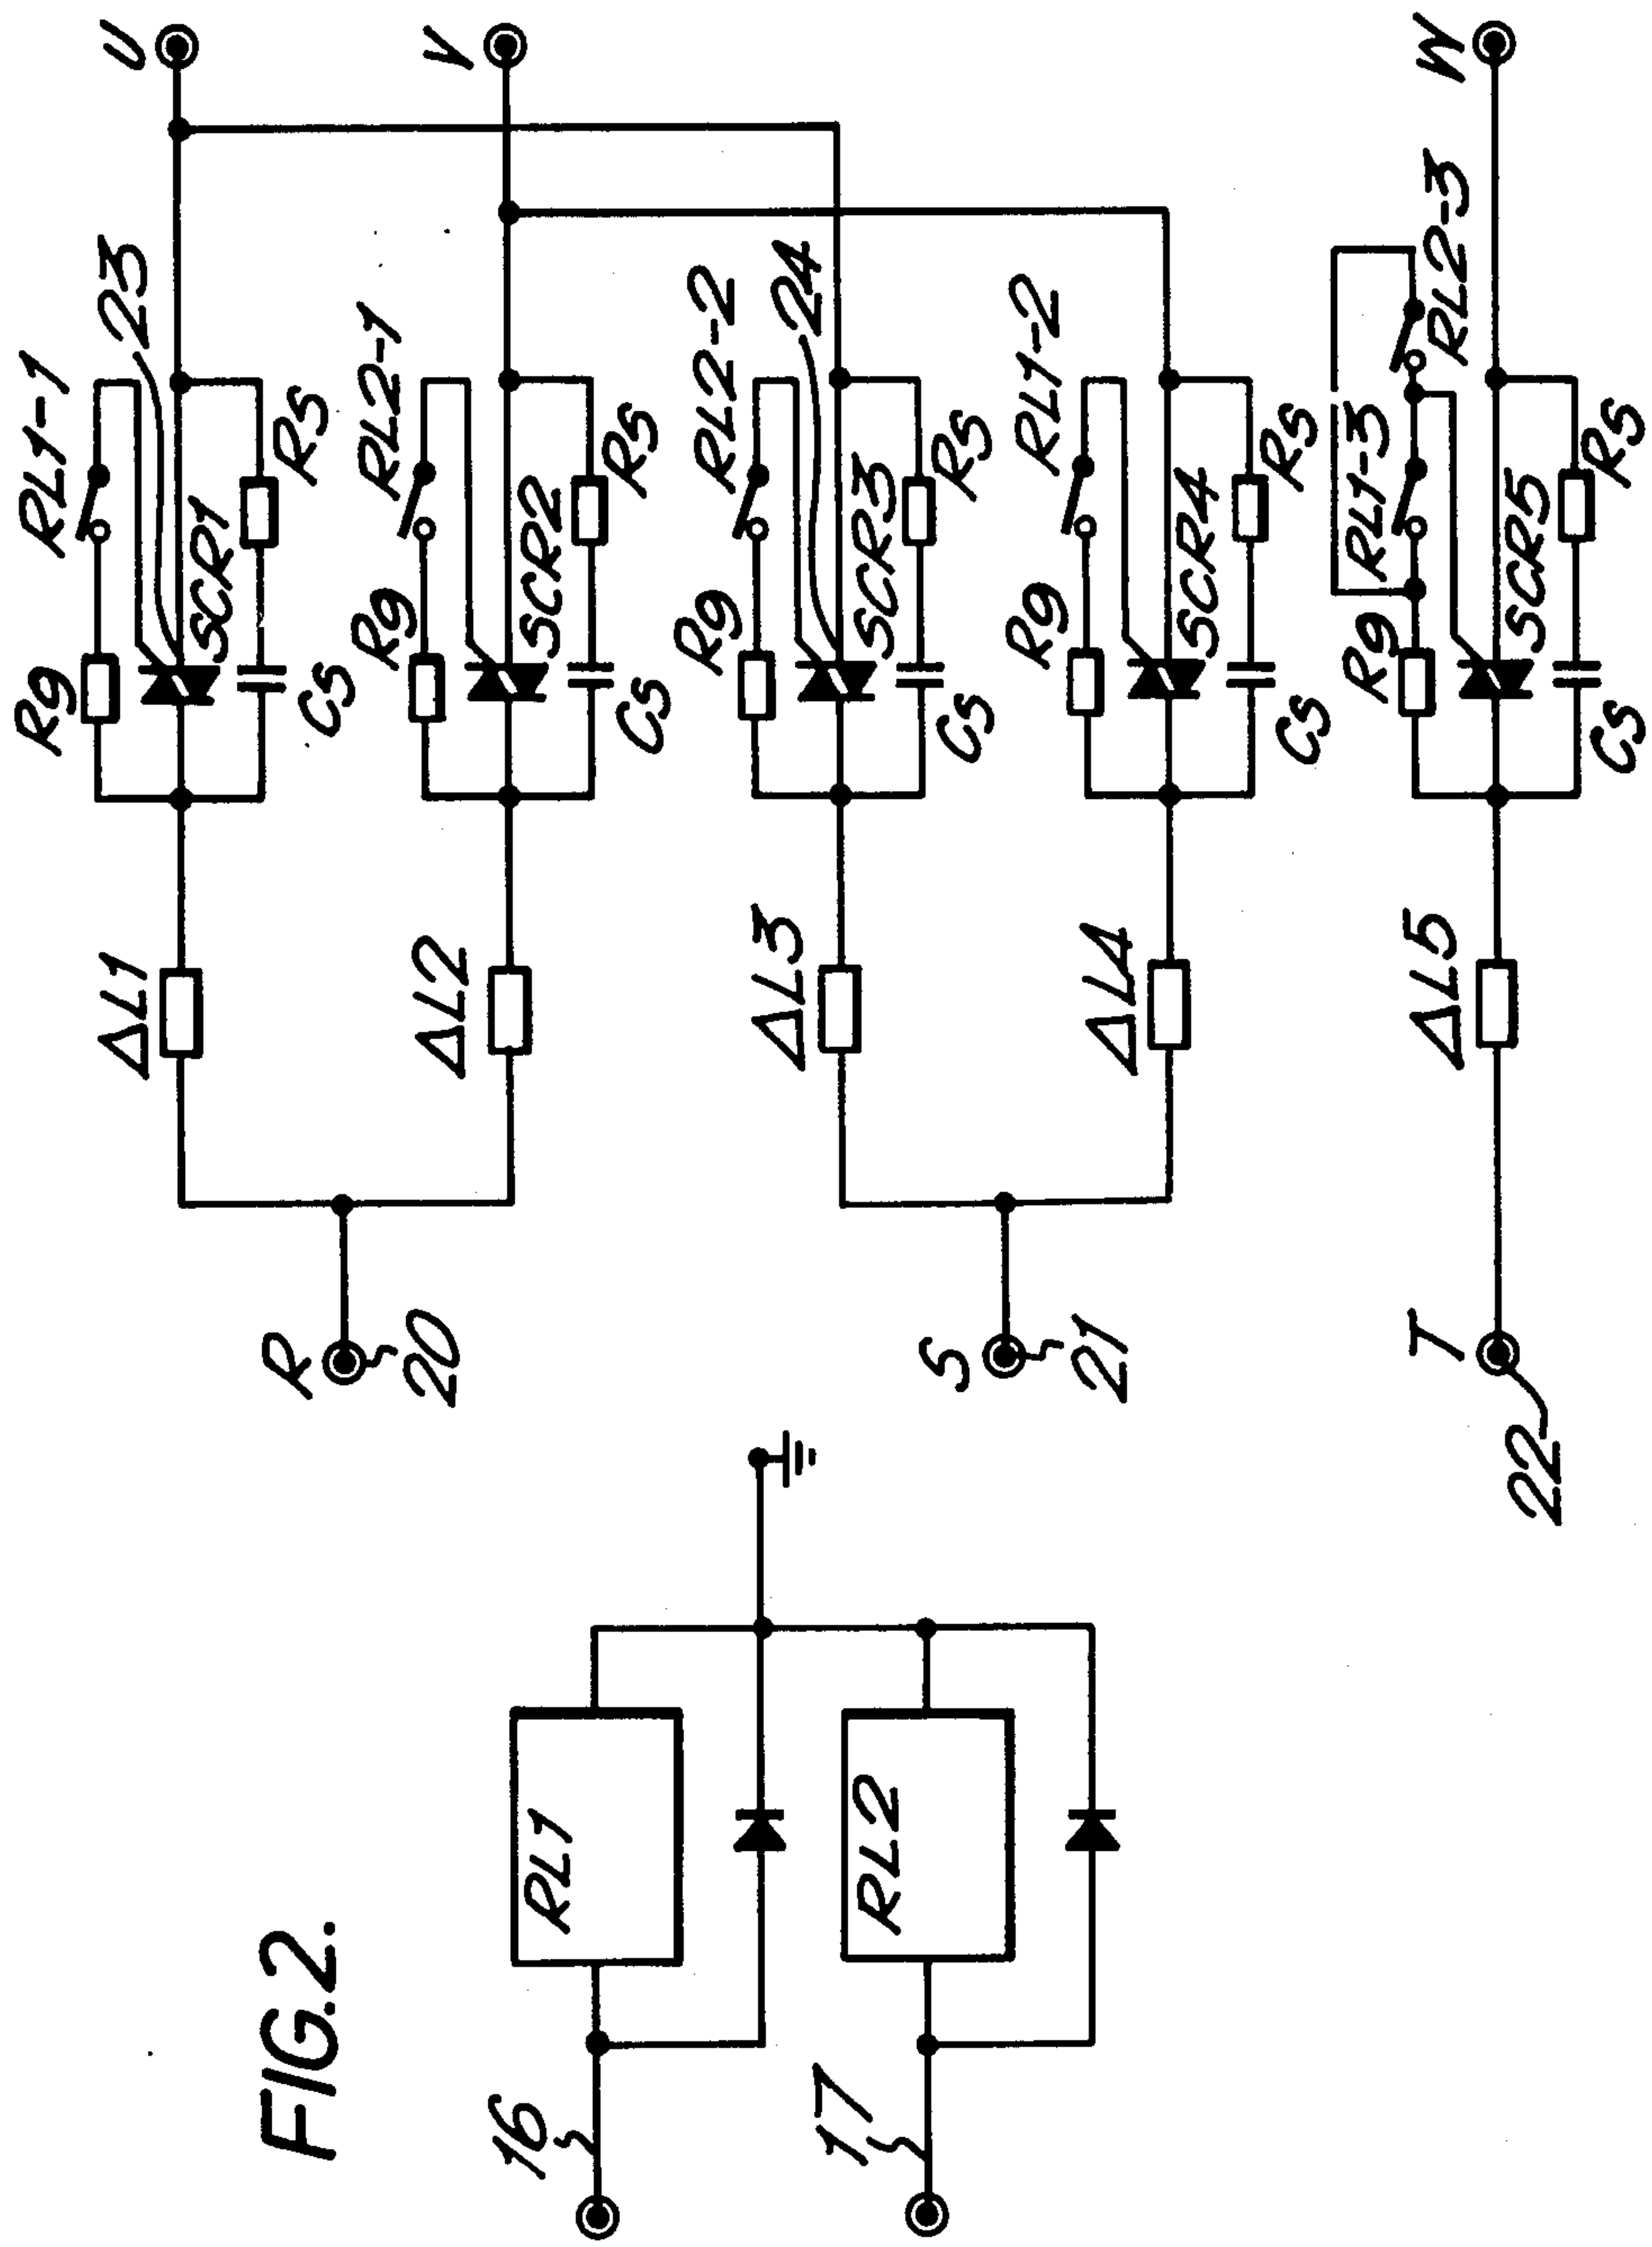 FIG.2.
16
RL1
17
RL2
R
20
S
21
T
22
ΔL1
ΔL2
ΔL3
ΔL4
ΔL5
Rg
RL1-1
23
SCR1
Cs
Rs
U
Rg
RL2-1
SCR2
Cs
Rs
V
Rg
RL2-2
24
SCR3
Cs
Rs
Rg
RL1-2
SCR4
Cs
Rs
Rg
RL1-3
RL2-3
SCR5
Cs
Rs
W